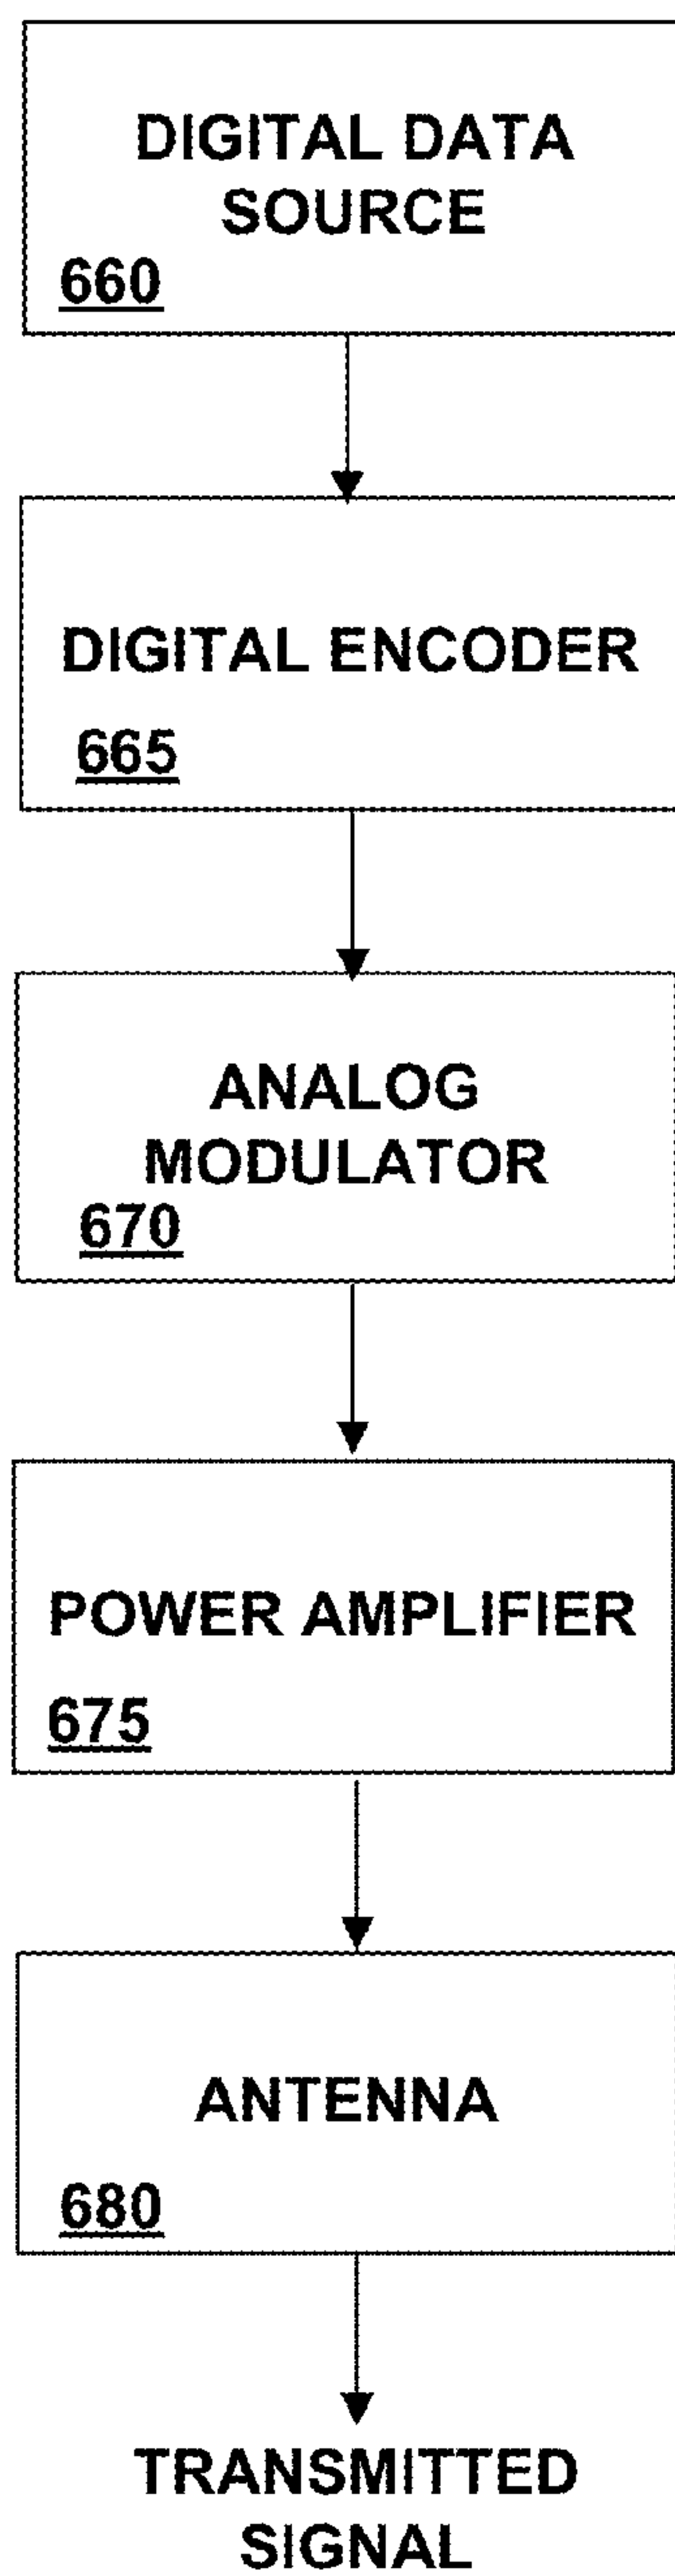 DIGITAL DATA
SOURCE
660
DIGITAL ENCODER
665
ANALOG
MODULATOR
670
POWER AMPLIFIER
675
ANTENNA
680
TRANSMITTED
SIGNAL